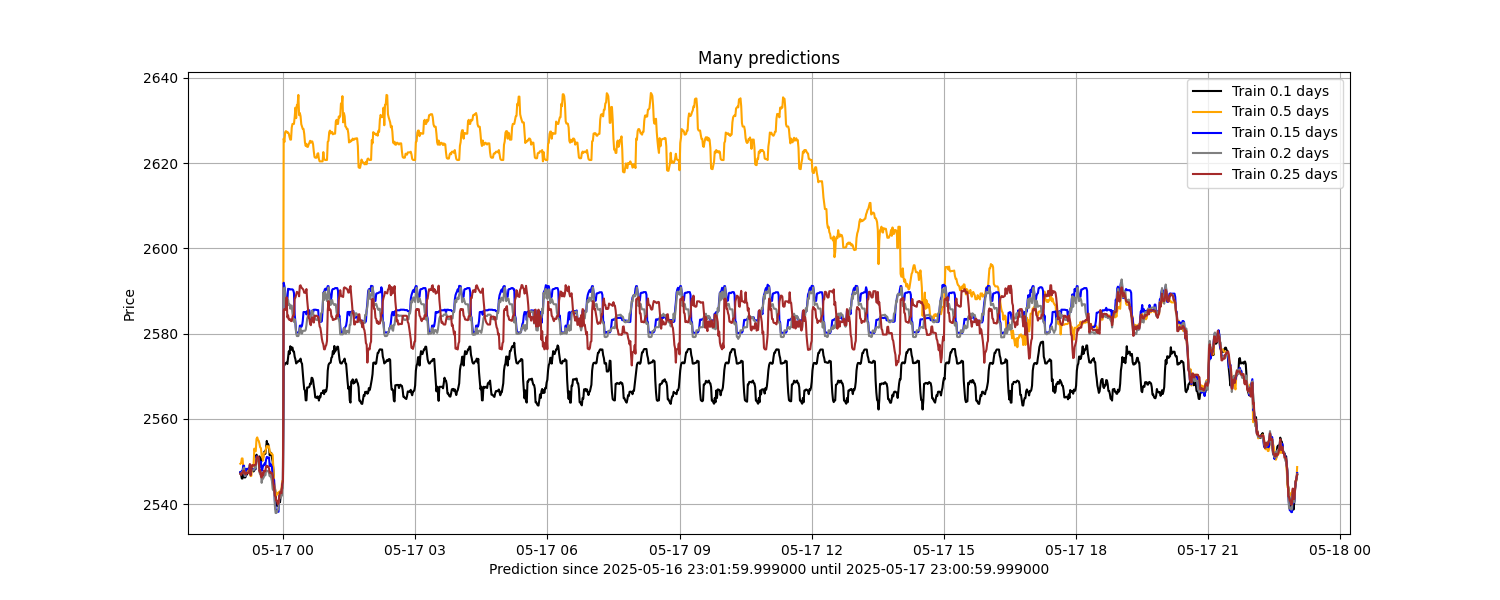 Many predictions
2640
2620
2600
2580
2560
2540
Price
Train 0.1 days
Train 0.5 days
Train 0.15 days
Train 0.2 days
Train 0.25 days
05-17 00 05-17 03 05-17 06 05-17 09 05-17 12 05-17 15 05-17 18 05-17 21 05-18 00
Prediction since 2025-05-16 23:01:59.999000 until 2025-05-17 23:00:59.999000